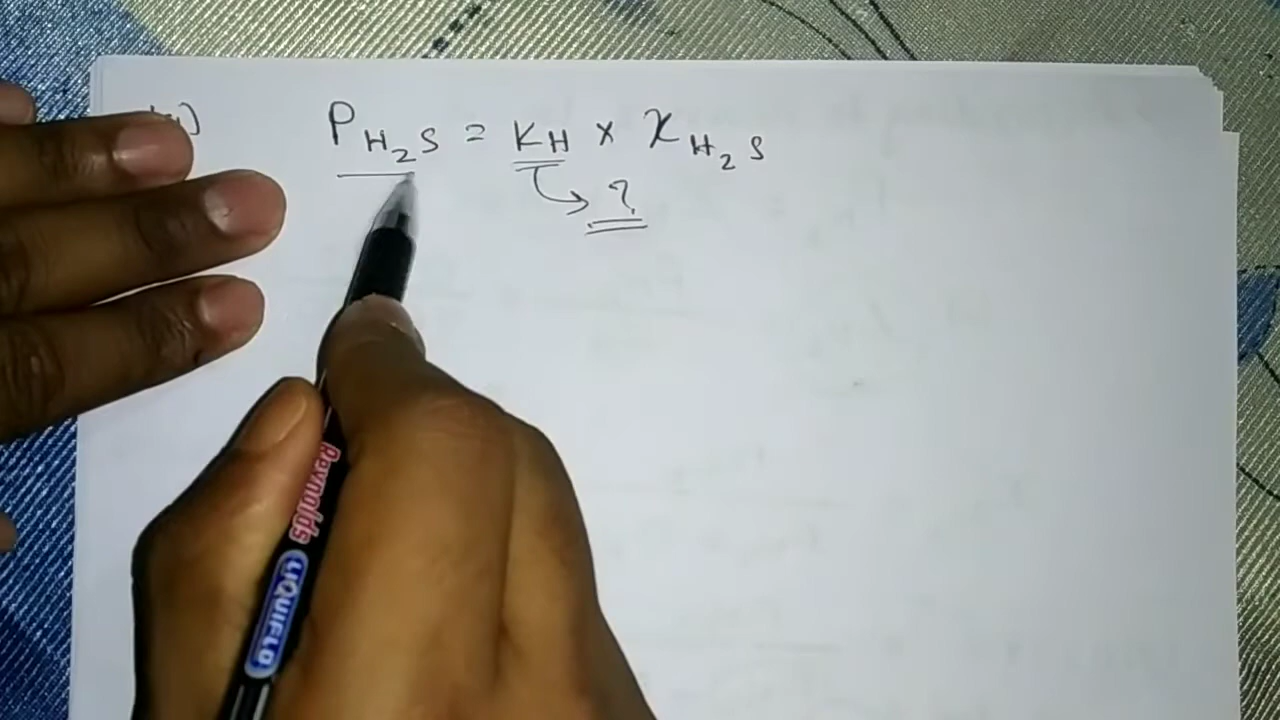 P H₂S = KH × x H₂S
?
Reynolds
LIQUIFLO